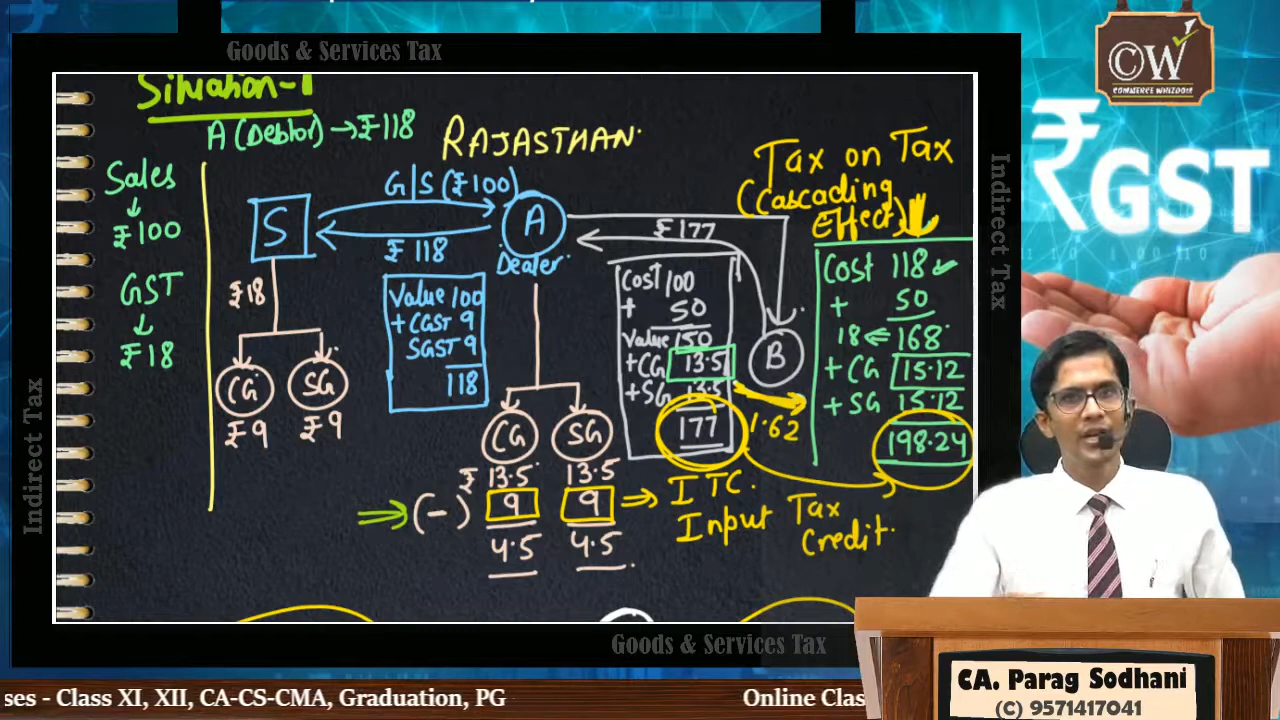 Goods & Services Tax
CW
COMMERCE WHIZDOM
₹GST
Indirect Tax
Indirect Tax
Situation-1
A (Debtor) → ₹118
RAJASTHAN
Sales
↓
₹100
GST
↓
₹18
S
G|S (₹100)
₹ 118
A
Dealer
₹18
CG
SG
₹9
₹9
Value 100
+ CGST 9
SGST 9
118
₹177
Cost 100
+ 50
Value 150
+CG 13.5
+SG 13.5
177
B
1.62
Tax on Tax
(Cascading
Effect)
Cost 118
+ 50
18 ← 168
+ CG 15.12
+ SG 15.12
198.24
CG
SG
₹ 13.5 13.5
⇒ (-) 9 9 ⇒ ITC.
4.5 4.5
Input Tax
Credit.
Goods & Services Tax
CA. Parag Sodhani
(C) 9571417041
ses - Class XI, XII, CA-CS-CMA, Graduation, PG
Online Clas